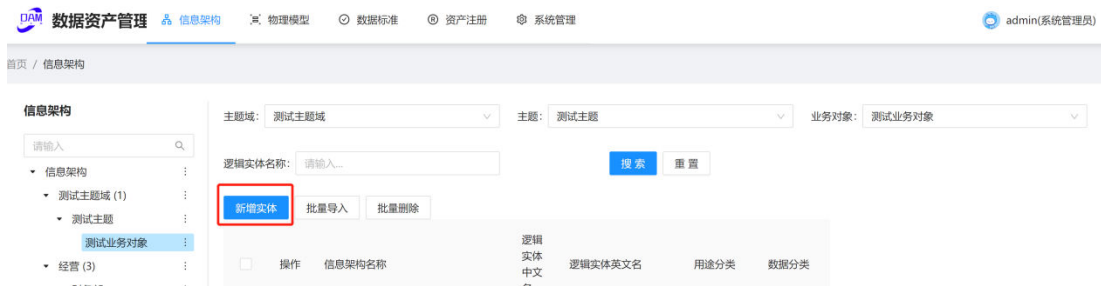 DAM 数据资产管理 信息架构 物理模型 数据标准 ® 资产注册 系统管理 admin(系统管理员)
首页 / 信息架构
信息架构
主题域: 测试主题域 主题: 测试主题 业务对象: 测试业务对象
请输入
逻辑实体名称: 请输入... 搜索 重置
信息架构
测试主题域 (1)
新增实体 批量导入 批量删除
测试主题
测试业务对象
经营 (3)
操作 信息架构名称 逻辑实体中文 逻辑实体英文名 用途分类 数据分类